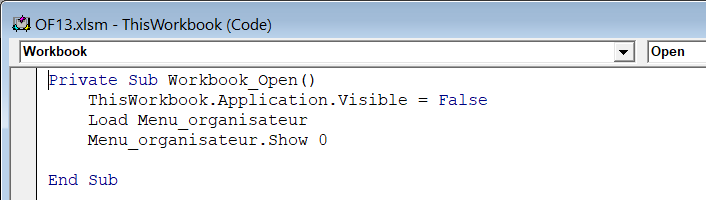 OF13.xlsm - ThisWorkbook (Code)
Workbook Open
Private Sub Workbook_Open()
ThisWorkbook.Application.Visible = False
Load Menu_organisateur
Menu_organisateur.Show 0
End Sub